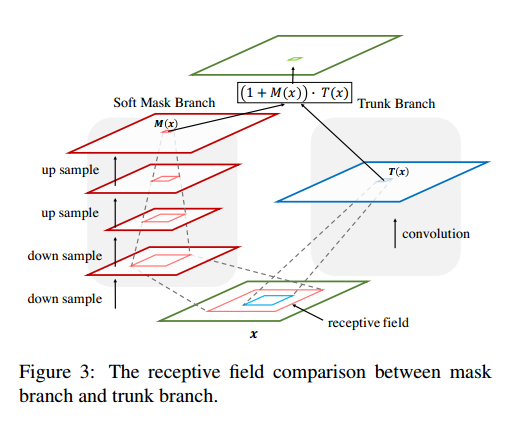 (1 + M(x)) · T(x)
Soft Mask Branch
Trunk Branch
M(x)
T(x)
up sample
up sample
convolution
down sample
down sample
receptive field
x
Figure 3: The receptive field comparison between mask
branch and trunk branch.